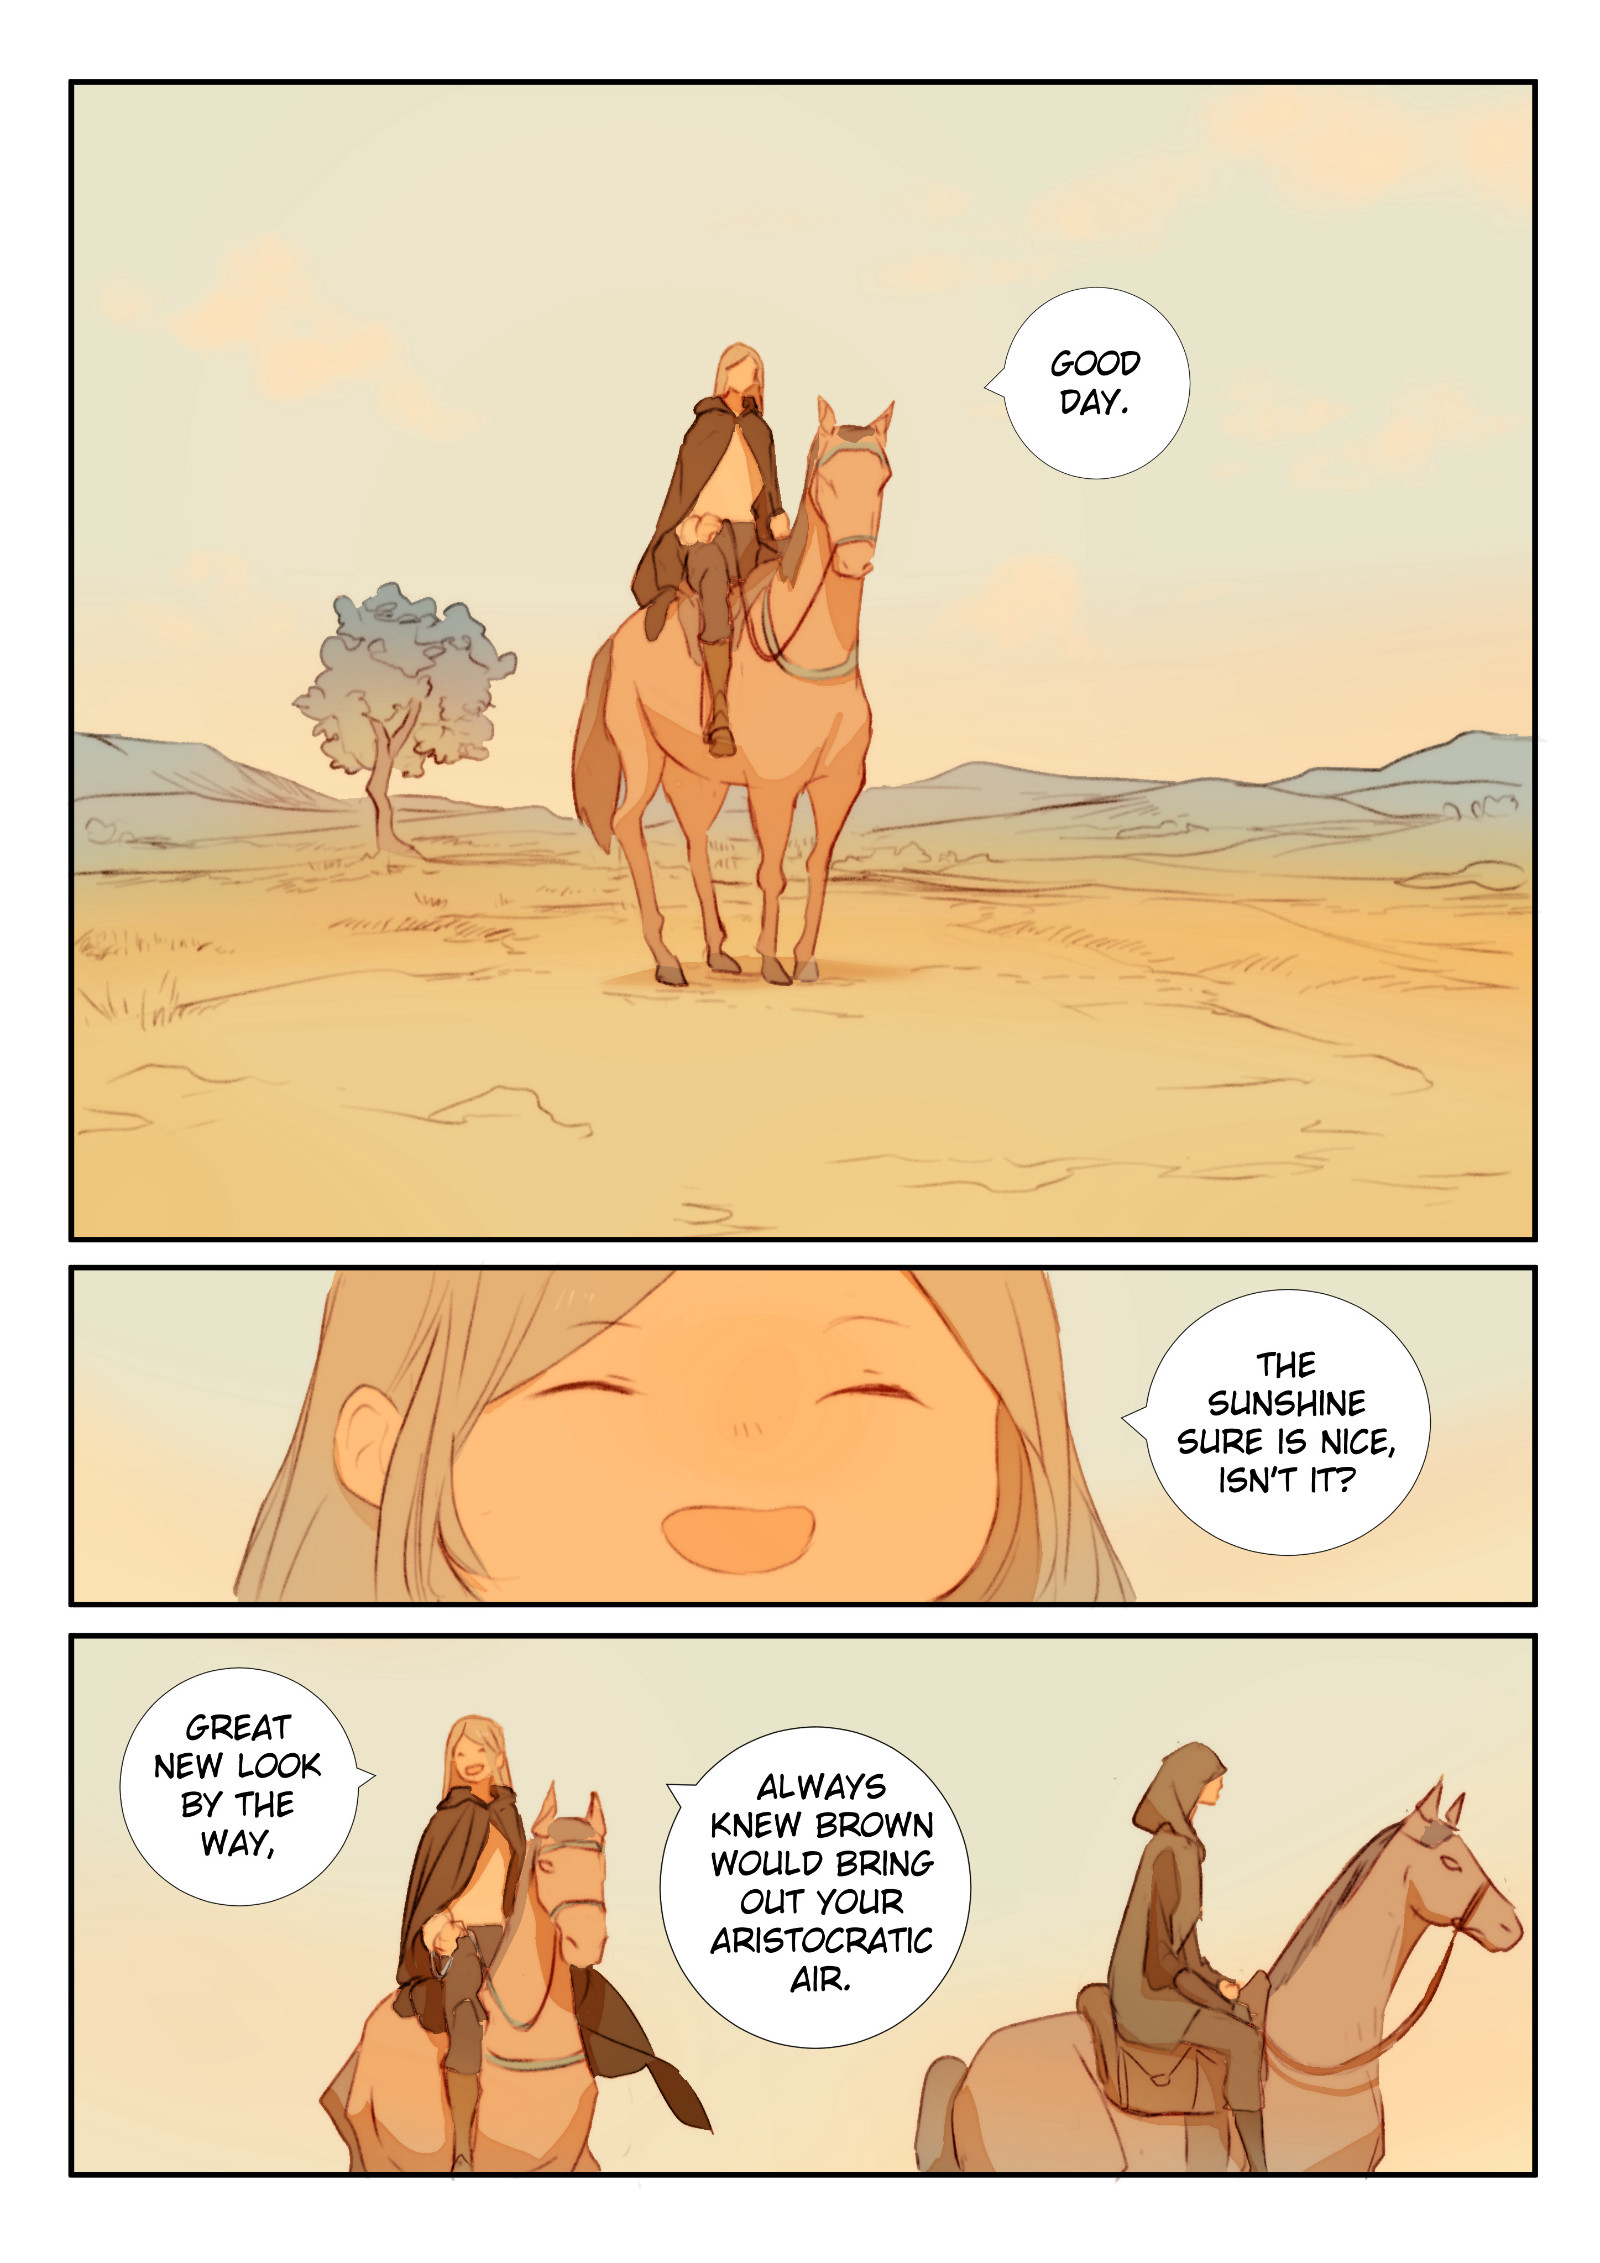 GOOD
DAY.
THE
SUNSHINE
SURE IS NICE,
ISN'T IT?
GREAT
NEW LOOK
BY THE
WAY,
ALWAYS
KNEW BROWN
WOULD BRING
OUT YOUR
ARISTOCRATIC
AIR.